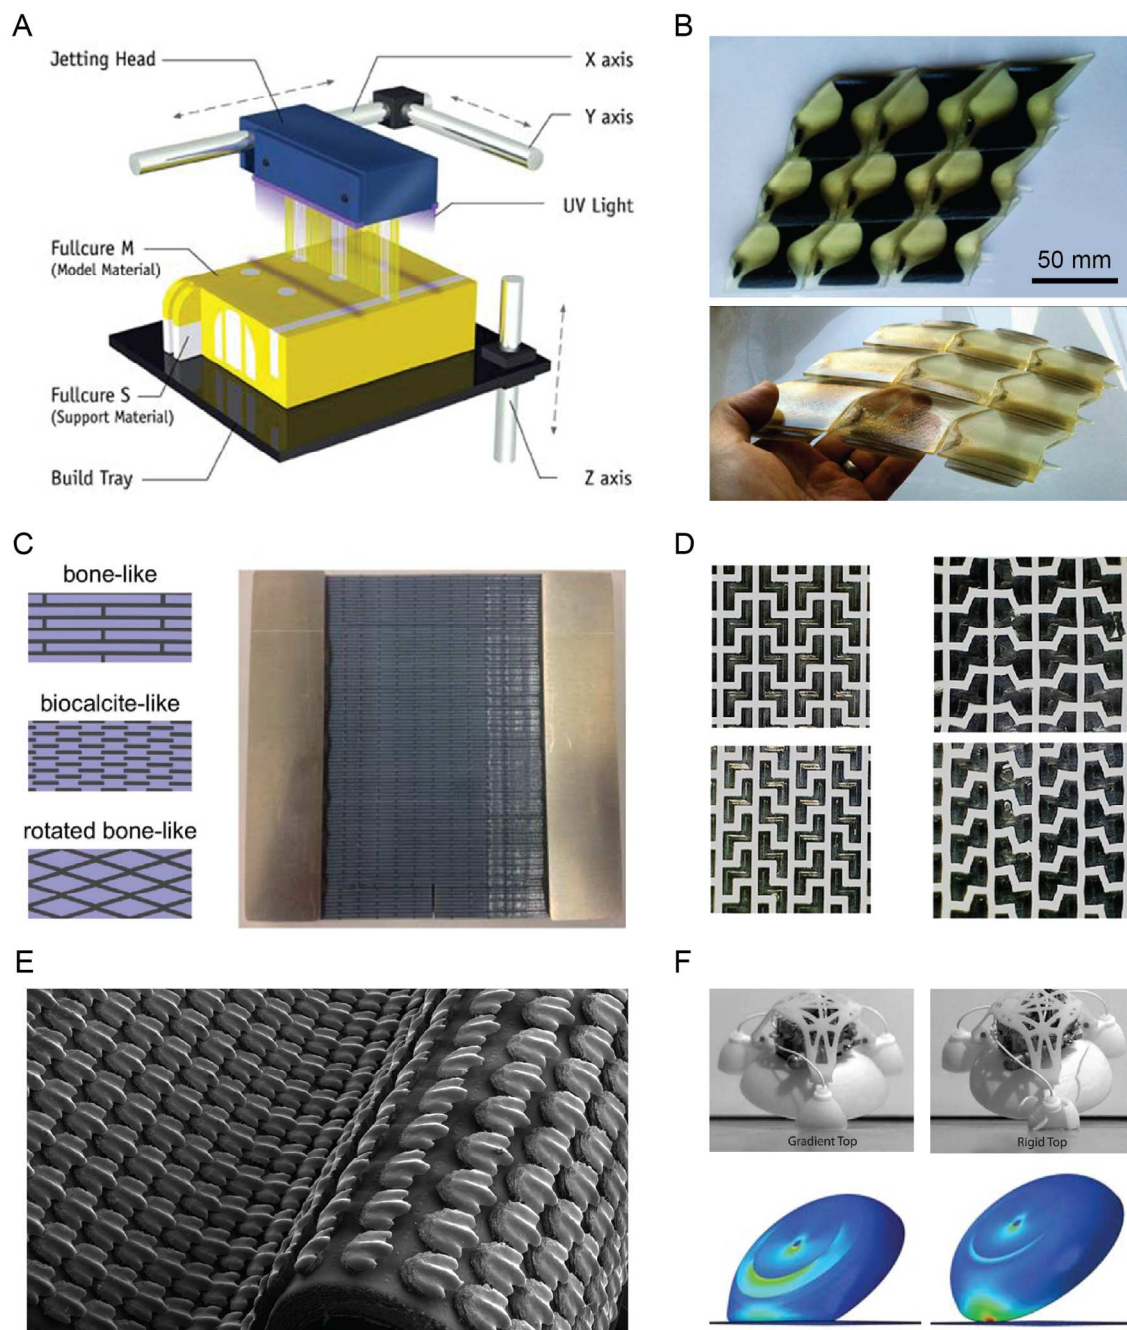 A
Jetting Head
X axis
Y axis
UV Light
Fullcure M
(Model Material)
Fullcure S
(Support Material)
Build Tray
Z axis
B
50 mm
C
bone-like
biocalcite-like
rotated bone-like
D
E
F
Gradient Top
Rigid Top